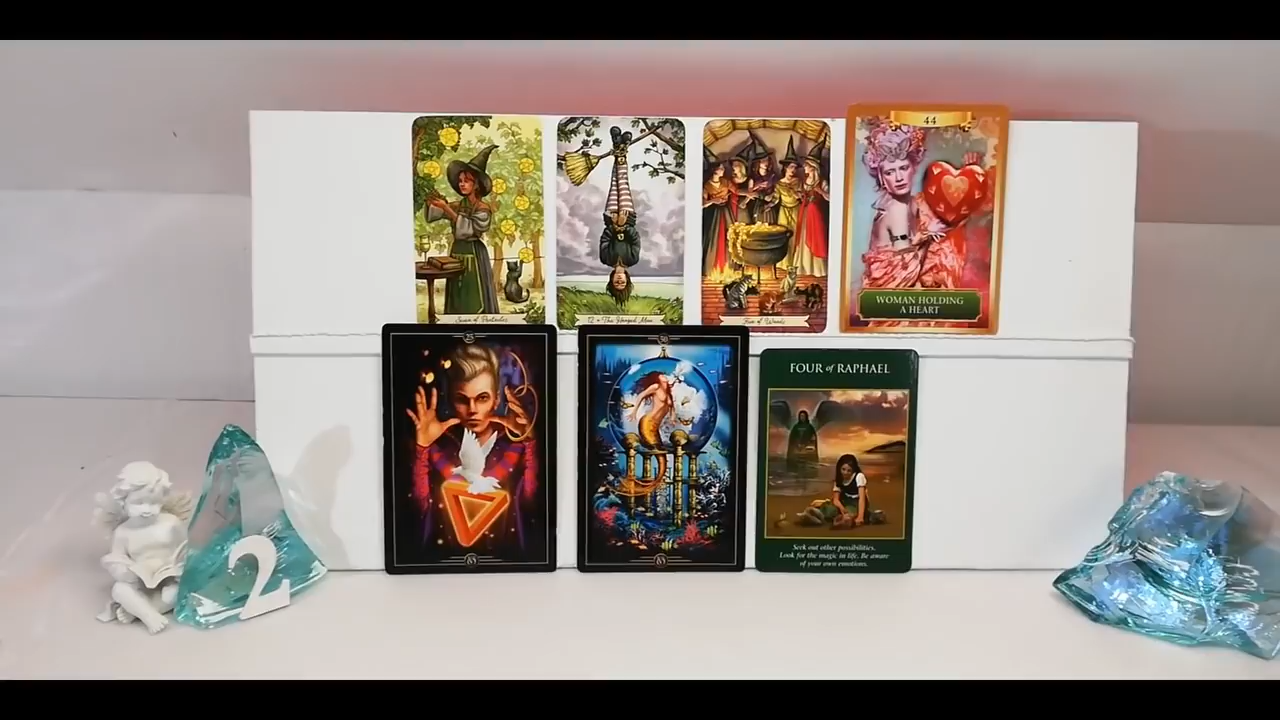 44
WOMAN HOLDING
A HEART
Seven of Pentacles
12 • The Hanged Man
Five of Wands
25
FOUR of RAPHAEL
Seek out other possibilities.
Look for the magic in life. Be aware
of your own emotions.
2